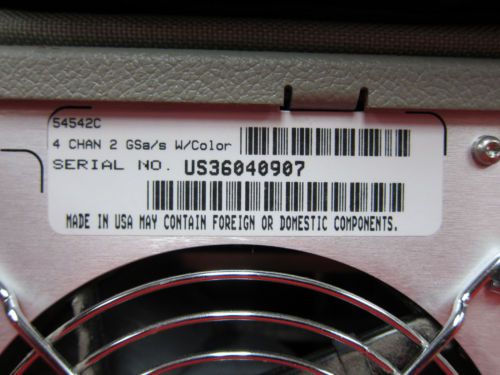 54542C
4 CHAN 2 GSa/s W/Color
SERIAL NO. US36040907
MADE IN USA MAY CONTAIN FOREIGN OR DOMESTIC COMPONENTS.